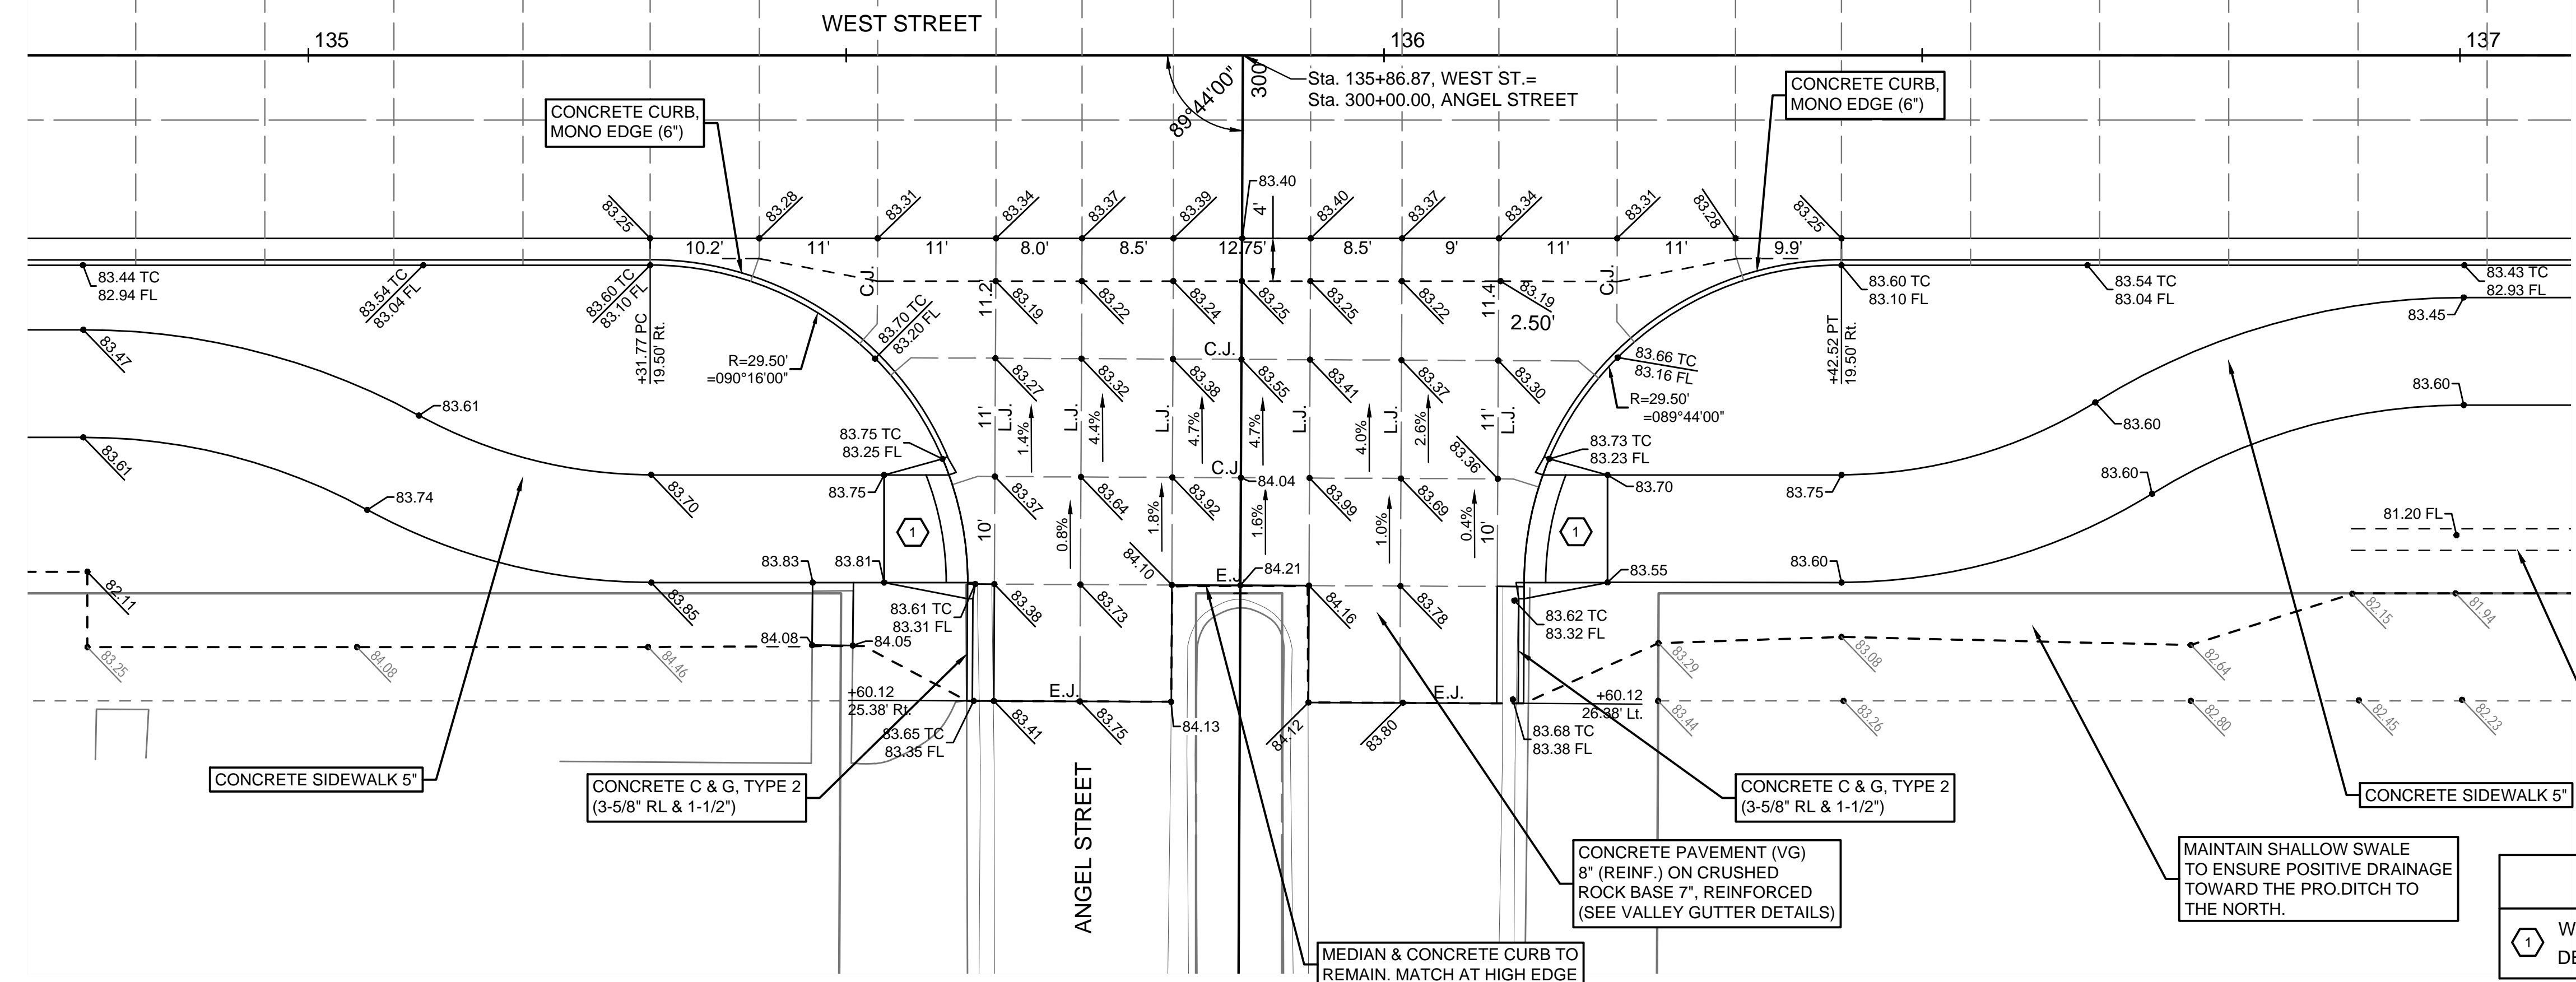 WEST STREET
135
136
137
Sta. 135+86.87, WEST ST.=
Sta. 300+00.00, ANGEL STREET
300
89°44'00"
CONCRETE CURB,
MONO EDGE (6")
CONCRETE CURB,
MONO EDGE (6")
83.25
83.28
83.31
83.34
83.37
83.39
83.40
83.40
83.37
83.34
83.31
83.28
83.25
4'
10.2'
11'
11'
8.0'
8.5'
12.75'
8.5'
9'
11'
11'
9.9'
83.44 TC
82.94 FL
83.54 TC
83.04 FL
83.60 TC
83.10 FL
83.70 TC
83.20 FL
C.J.
11.2'
83.19
83.22
83.24
83.25
83.25
83.22
11.4'
83.19
2.50'
C.J.
83.60 TC
83.10 FL
83.54 TC
83.04 FL
83.43 TC
82.93 FL
83.45
83.47
+31.77 PC
19.50' Rt.
R=29.50'
=090°16'00"
C.J.
83.27
83.32
83.38
83.55
83.41
83.37
83.30
83.66 TC
83.16 FL
R=29.50'
=089°44'00"
+42.52 PT
19.50' Rt.
83.60
83.61
83.60
11'
L.J.
1.4%
L.J.
4.4%
L.J.
4.7%
4.7%
L.J.
4.0%
L.J.
2.6%
11'
L.J.
83.61
83.75 TC
83.25 FL
83.73 TC
83.23 FL
83.36
C.J.
84.04
83.74
83.70
83.75
83.37
83.64
83.92
83.99
83.69
83.70
83.75
83.60
81.20 FL
1
10'
0.8%
1.8%
1.6%
1.0%
0.4%
10'
1
82.11
83.83
83.81
83.85
84.10
E.J.
84.21
83.55
83.60
83.61 TC
83.31 FL
83.38
83.73
84.16
83.78
83.62 TC
83.32 FL
82.15
81.94
83.25
84.08
84.46
84.08
84.05
83.29
83.08
82.64
+60.12
25.38' Rt.
83.65 TC
83.35 FL
E.J.
83.41
83.75
84.13
84.12
83.80
E.J.
+60.12
26.38' Lt.
83.68 TC
83.38 FL
83.44
83.26
82.80
82.45
82.23
CONCRETE SIDEWALK 5"
CONCRETE C & G, TYPE 2
(3-5/8" RL & 1-1/2")
ANGEL STREET
CONCRETE C & G, TYPE 2
(3-5/8" RL & 1-1/2")
CONCRETE SIDEWALK 5"
CONCRETE PAVEMENT (VG)
8" (REINF.) ON CRUSHED
ROCK BASE 7", REINFORCED
(SEE VALLEY GUTTER DETAILS)
MAINTAIN SHALLOW SWALE
TO ENSURE POSITIVE DRAINAGE
TOWARD THE PRO.DITCH TO
THE NORTH.
MEDIAN & CONCRETE CURB TO
REMAIN. MATCH AT HIGH EDGE
1
W
DE